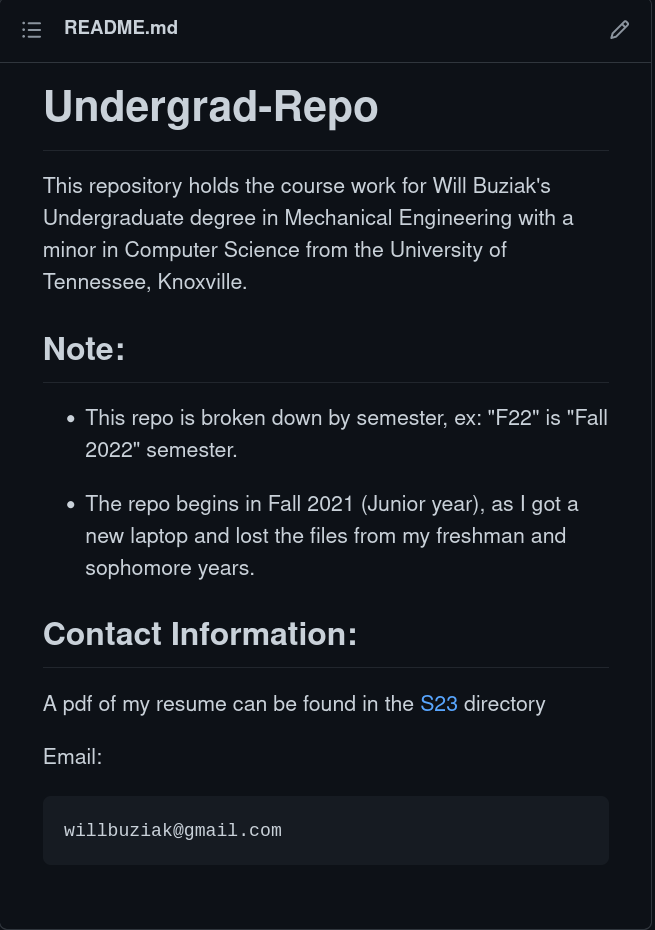 README.md
Undergrad-Repo
This repository holds the course work for Will Buziak's
Undergraduate degree in Mechanical Engineering with a
minor in Computer Science from the University of
Tennessee, Knoxville.
Note:
• This repo is broken down by semester, ex: "F22" is "Fall
2022" semester.
• The repo begins in Fall 2021 (Junior year), as I got a
new laptop and lost the files from my freshman and
sophomore years.
Contact Information:
A pdf of my resume can be found in the S23 directory
Email:
willbuziak@gmail.com